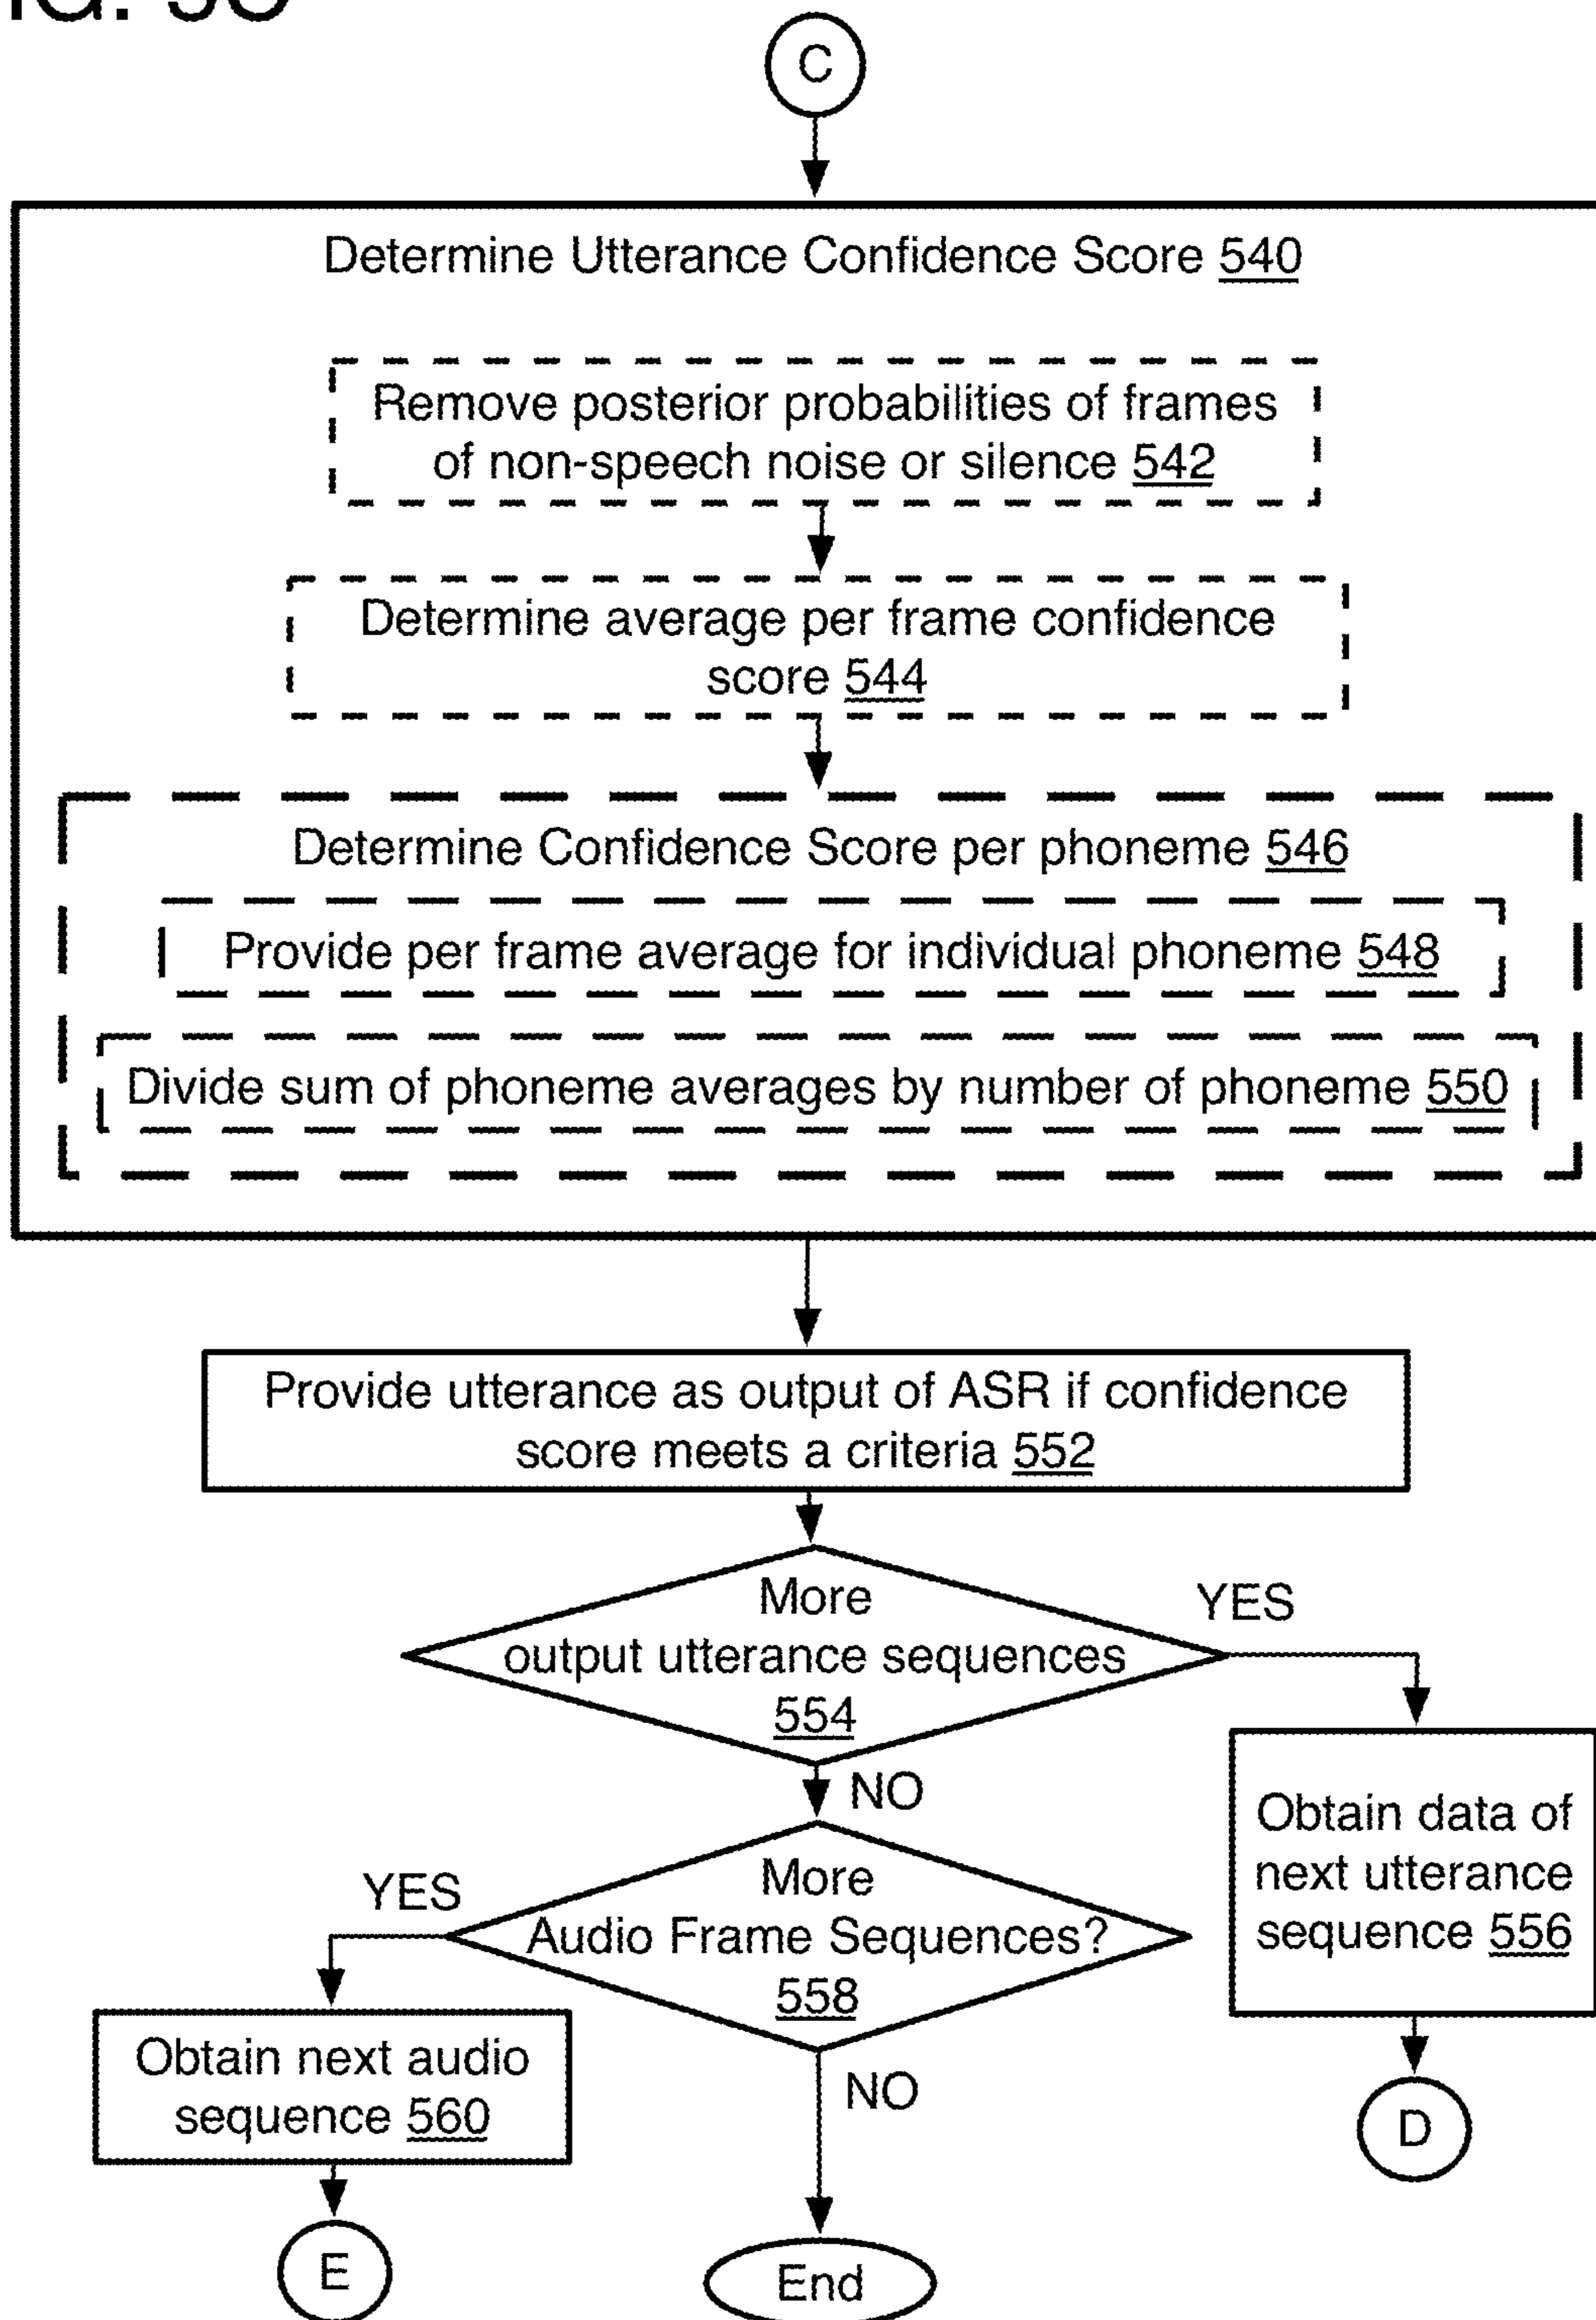 C
Determine Utterance Confidence Score 540
Remove posterior probabilities of frames
of non-speech noise or silence 542
Determine average per frame confidence
score 544
Determine Confidence Score per phoneme 546
Provide per frame average for individual phoneme 548
Divide sum of phoneme averages by number of phoneme 550
Provide utterance as output of ASR if confidence
score meets a criteria 552
More
output utterance sequences
554
YES
NO
Obtain data of
next utterance
sequence 556
D
More
Audio Frame Sequences?
558
YES
NO
Obtain next audio
sequence 560
E
End